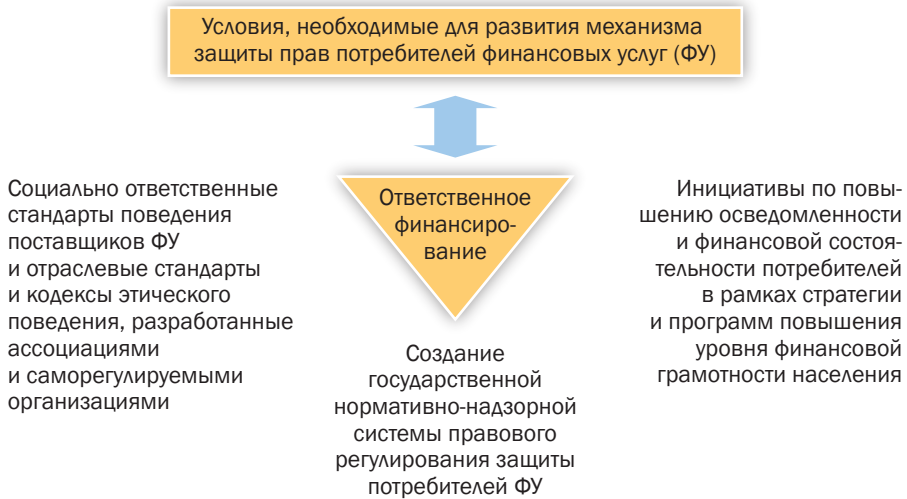 Условия, необходимые для развития механизма
защиты прав потребителей финансовых услуг (ФУ)
Социально ответственные
стандарты поведения
поставщиков ФУ
и отраслевые стандарты
и кодексы этического
поведения, разработанные
ассоциациями
и саморегулируемыми
организациями
Ответственное
финансиро-
вание
Создание
государственной
нормативно-надзорной
системы правового
регулирования защиты
потребителей ФУ
Инициативы по повы-
шению осведомленности
и финансовой состоя-
тельности потребителей
в рамках стратегии
и программ повышения
уровня финансовой
грамотности населения